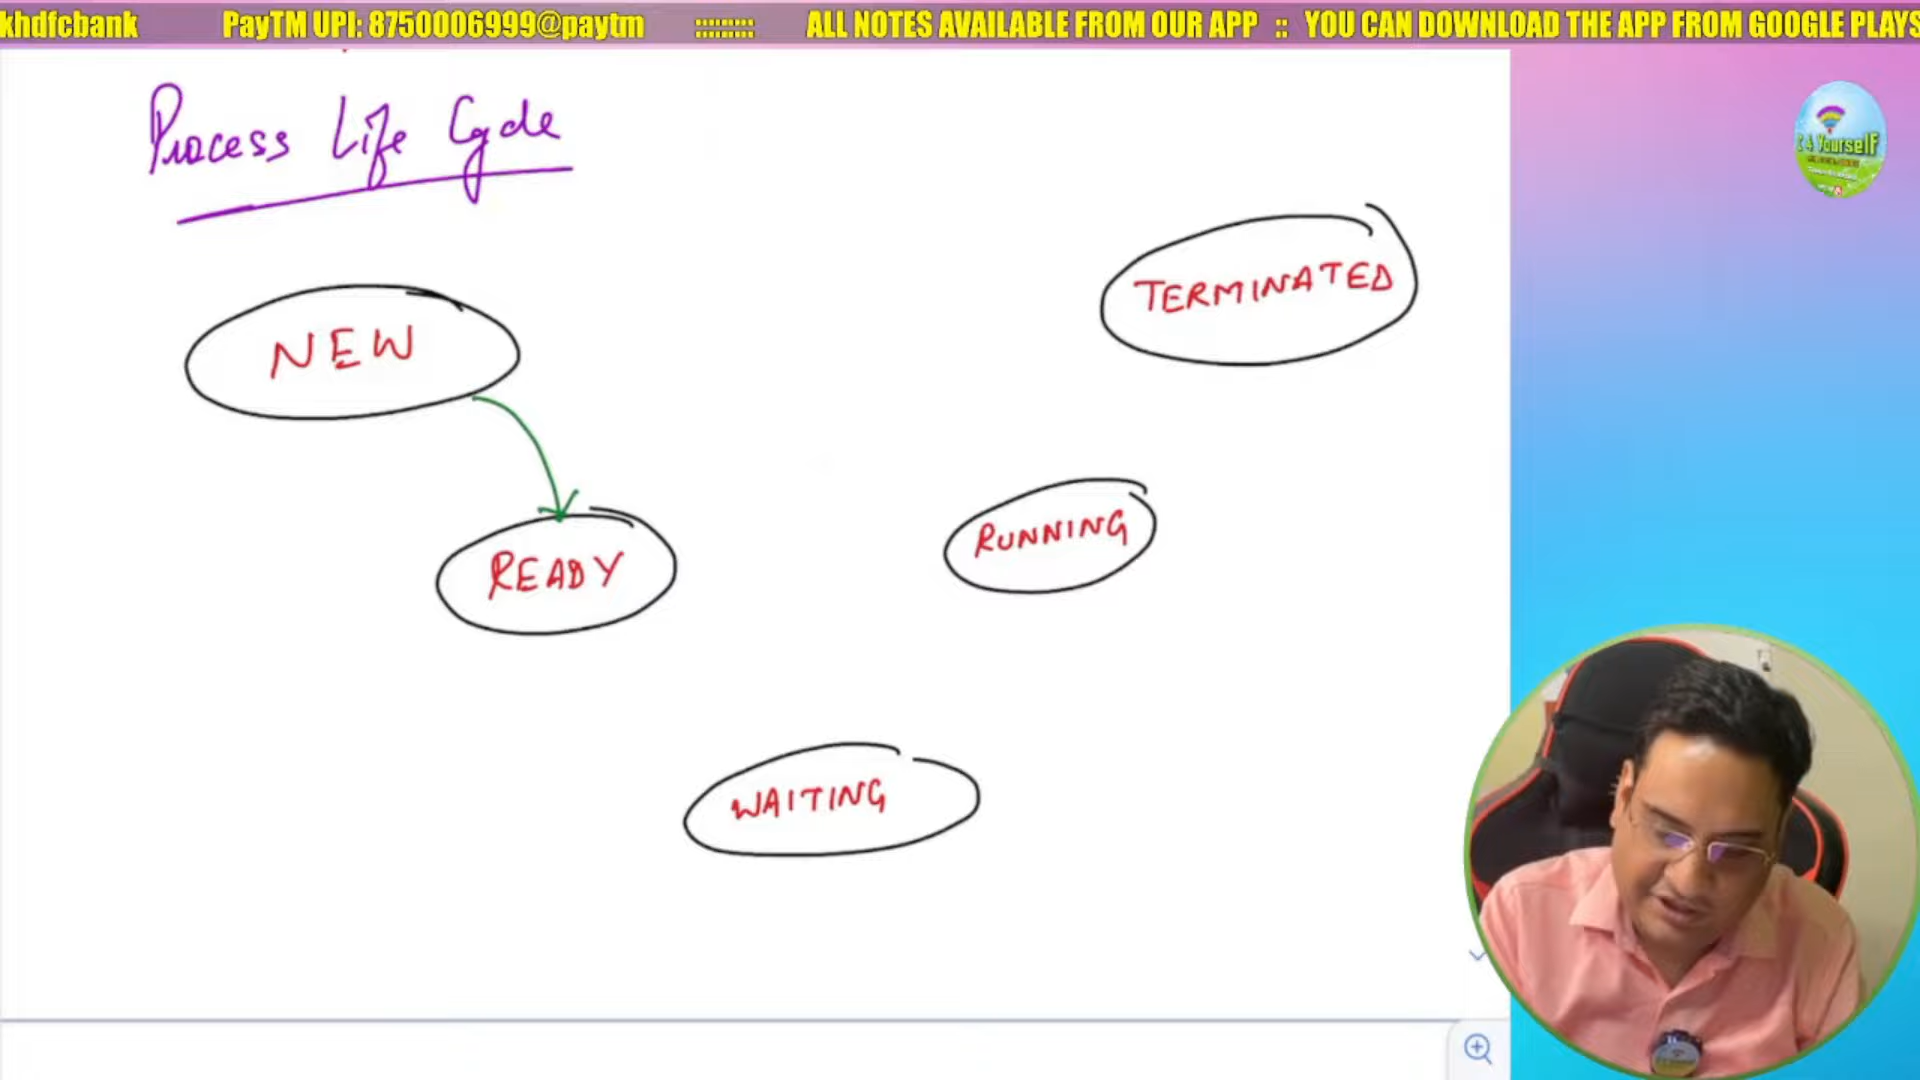 khdfcbank PayTM UPI: 8750006999@paytm ::::::::: ALL NOTES AVAILABLE FROM OUR APP :: YOU CAN DOWNLOAD THE APP FROM GOOGLE PLAYS
Process Life Cycle
NEW
TERMINATED
READY
RUNNING
WAITING
YourselF